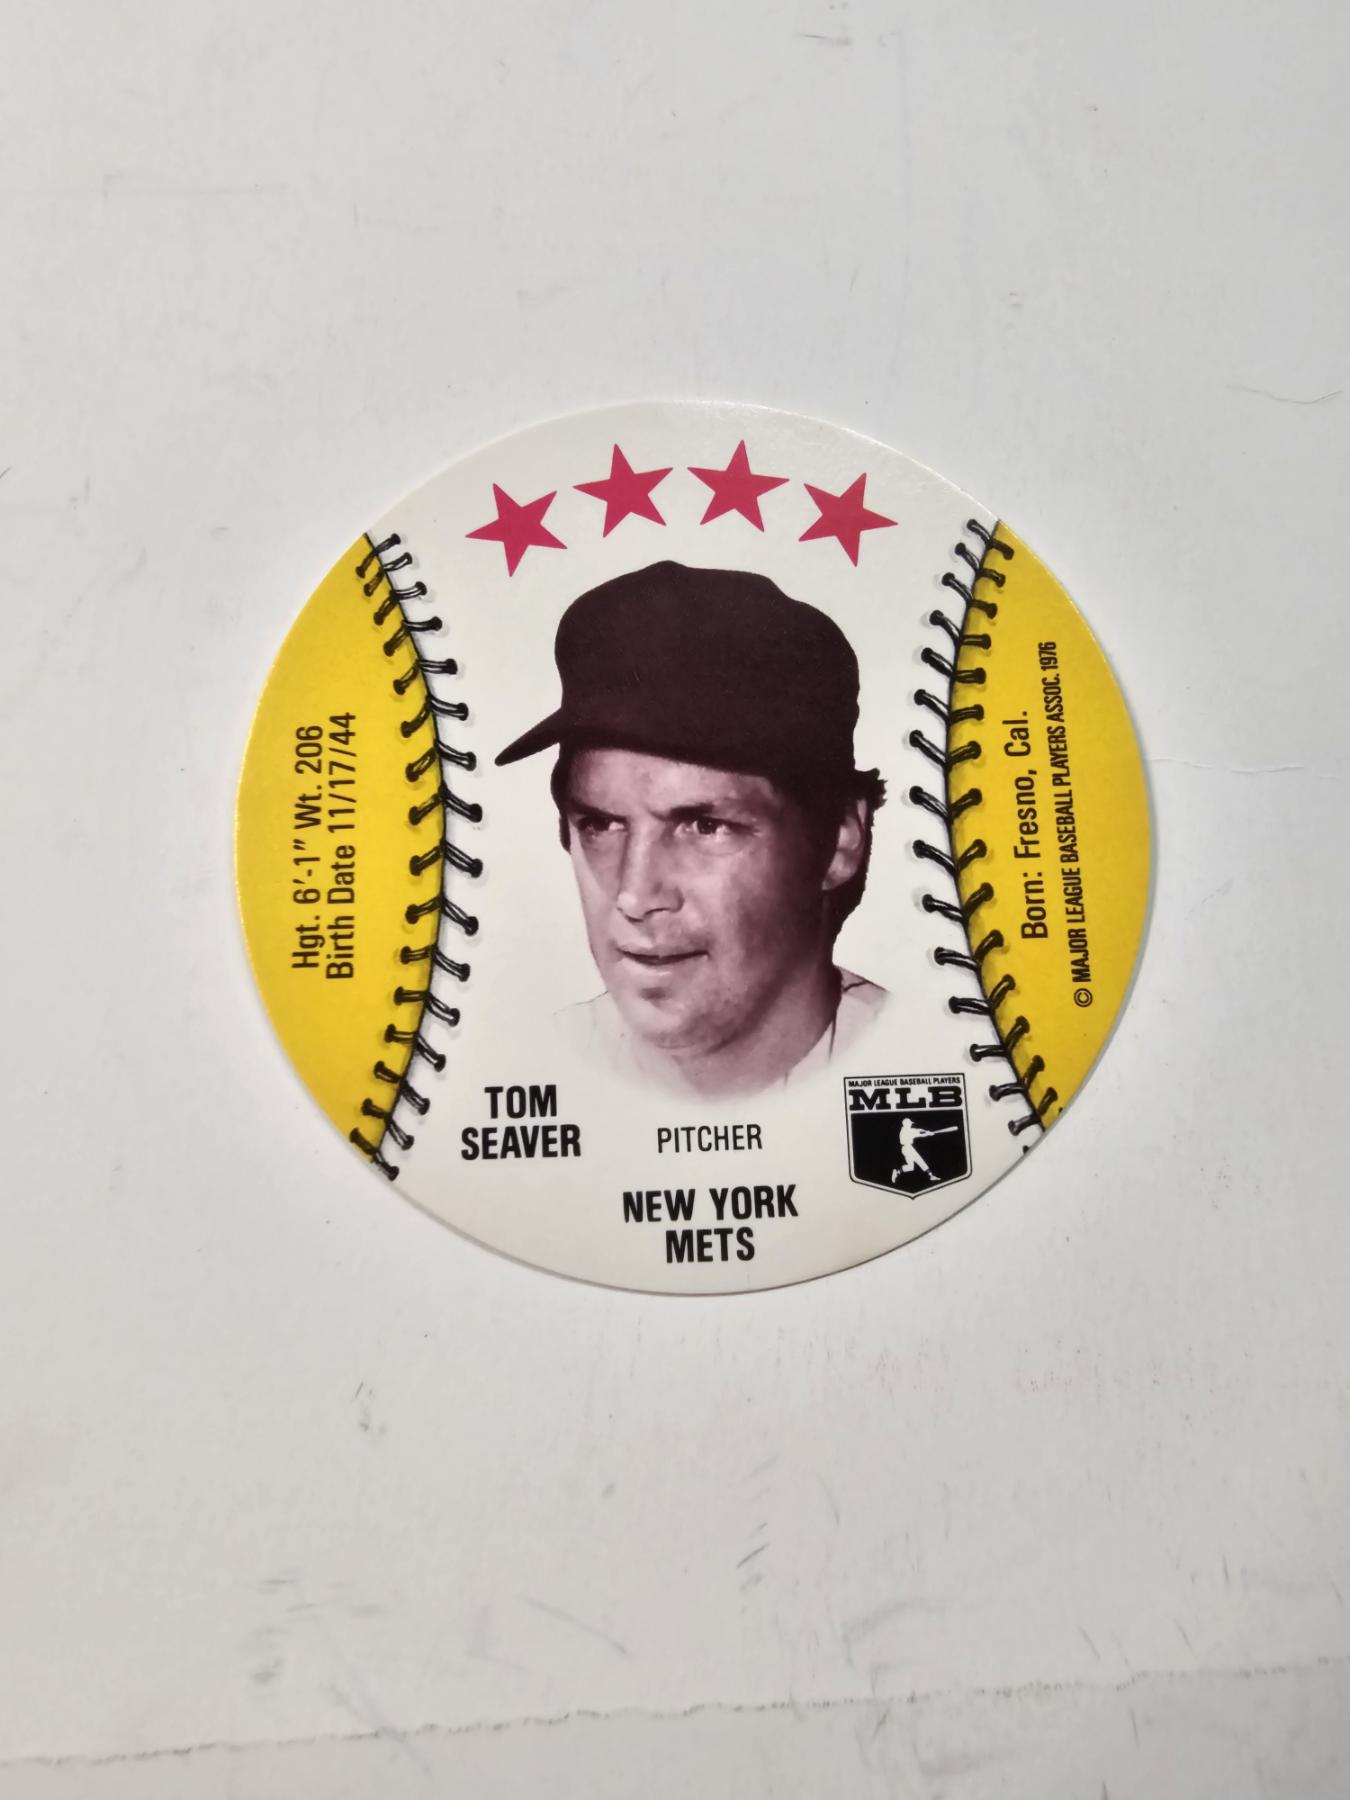 Hgt. 6'-1" Wt. 206
Birth Date 11/17/44
TOM
SEAVER
PITCHER
NEW YORK
METS
MAJOR LEAGUE BASEBALL PLAYERS
MLB
Born: Fresno, Cal.
© MAJOR LEAGUE BASEBALL PLAYERS ASSOC. 1976